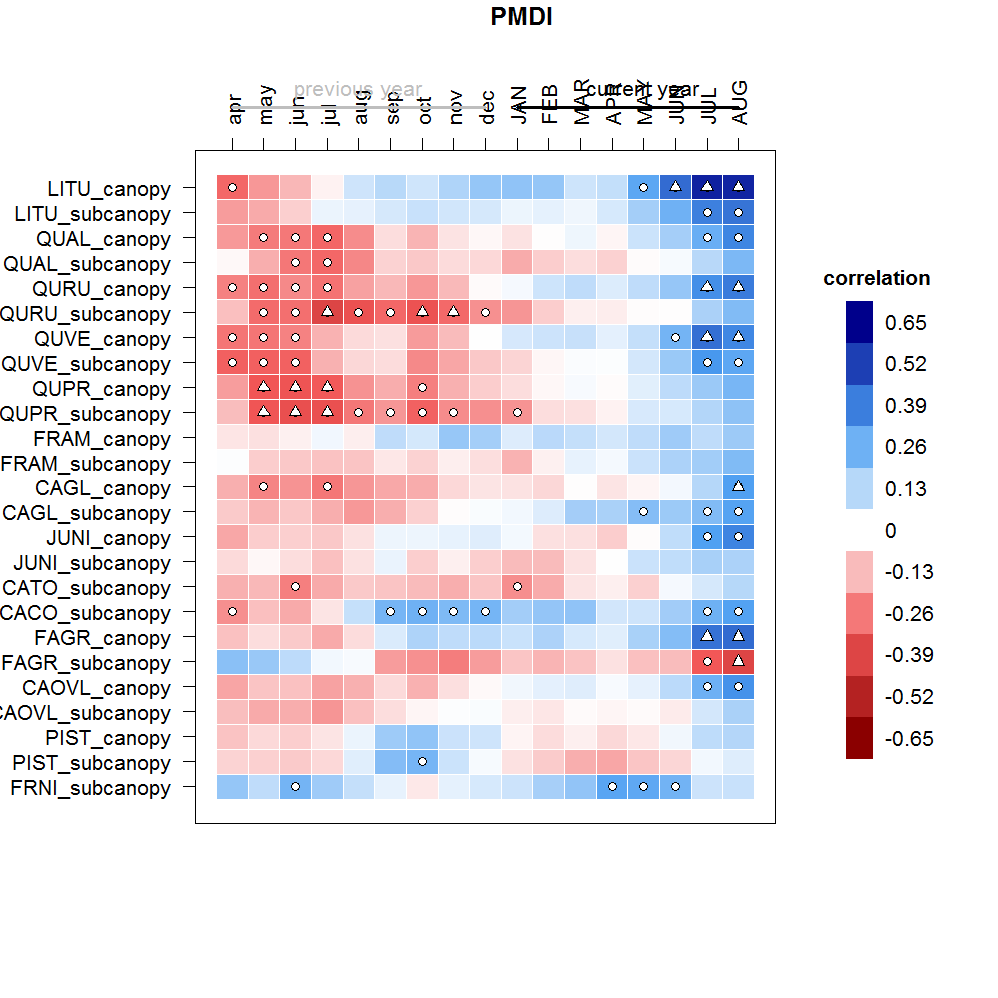 PMDI
previous year
current year
apr
may
jun
jul
aug
sep
oct
nov
dec
JAN
FEB
MAR
APR
MAY
JUN
JUL
AUG
LITU_canopy
LITU_subcanopy
QUAL_canopy
QUAL_subcanopy
QURU_canopy
QURU_subcanopy
QUVE_canopy
QUVE_subcanopy
QUPR_canopy
QUPR_subcanopy
FRAM_canopy
FRAM_subcanopy
CAGL_canopy
CAGL_subcanopy
JUNI_canopy
JUNI_subcanopy
CATO_subcanopy
CACO_subcanopy
FAGR_canopy
FAGR_subcanopy
CAOVL_canopy
CAOVL_subcanopy
PIST_canopy
PIST_subcanopy
FRNI_subcanopy
correlation
0.65
0.52
0.39
0.26
0.13
0
-0.13
-0.26
-0.39
-0.52
-0.65